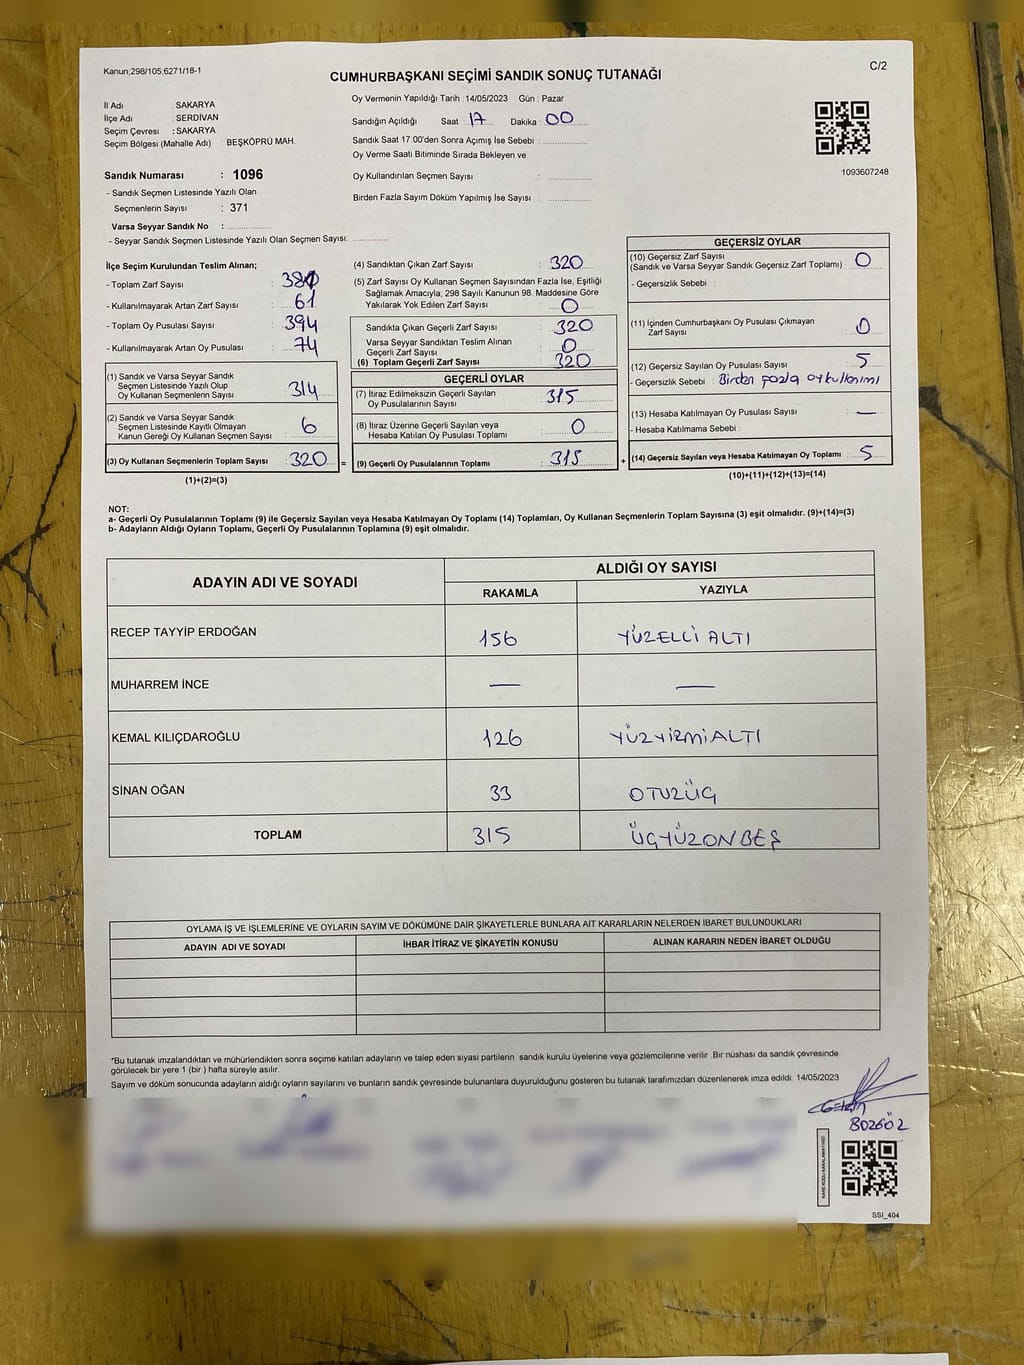 Kanun;298/105;6271/18-1
C/2
CUMHURBAŞKANI SEÇİMİ SANDIK SONUÇ TUTANAĞI
İl Adı : SAKARYA
İlçe Adı : SERDİVAN
Seçim Çevresi : SAKARYA
Seçim Bölgesi (Mahalle Adı) : BEŞKÖPRÜ MAH.
Sandık Numarası : 1096
- Sandık Seçmen Listesinde Yazılı Olan
Seçmenlerin Sayısı : 371
Varsa Seyyar Sandık No :
- Seyyar Sandık Seçmen Listesinde Yazılı Olan Seçmen Sayısı:
Oy Vermenin Yapıldığı Tarih : 14/05/2023 Gün : Pazar
Sandığın Açıldığı Saat : 17 Dakika : 00
Sandık Saat 17:00'den Sonra Açımış İse Sebebi :
Oy Verme Saati Bitiminde Sırada Bekleyen ve
Oy Kullandırılan Seçmen Sayısı :
Birden Fazla Sayım Döküm Yapılmış İse Sayısı :
1093607248
İlçe Seçim Kurulundan Teslim Alınan;
- Toplam Zarf Sayısı :
- Kullanılmayarak Artan Zarf Sayısı : 61
- Toplam Oy Pusulası Sayısı : 394
- Kullanılmayarak Artan Oy Pusulası : 74
(1) Sandık ve Varsa Seyyar Sandık
Seçmen Listesinde Yazılı Olup
Oy Kullanan Seçmenlerin Sayısı : 314
(2) Sandık ve Varsa Seyyar Sandık
Seçmen Listesinde Kayıtlı Olmayan
Kanun Gereği Oy Kullanan Seçmen Sayısı : 6
(3) Oy Kullanan Seçmenlerin Toplam Sayısı : 320
(1)+(2)=(3)
(4) Sandıktan Çıkan Zarf Sayısı : 320
(5) Zarf Sayısı Oy Kullanan Seçmen Sayısından Fazla İse, Eşitliği
Sağlamak Amacıyla; 298 Sayılı Kanunun 98. Maddesine Göre
Yakılarak Yok Edilen Zarf Sayısı : 0
Sandıkta Çıkan Geçerli Zarf Sayısı : 320
Varsa Seyyar Sandıktan Teslim Alınan
Geçerli Zarf Sayısı : 0
(6) Toplam Geçerli Zarf Sayısı : 320
GEÇERLİ OYLAR
(7) İtiraz Edilmeksizin Geçerli Sayılan
Oy Pusulalarının Sayısı : 315
(8) İtiraz Üzerine Geçerli Sayılan veya
Hesaba Katılan Oy Pusulası Toplamı : 0
= (9) Geçerli Oy Pusulalarının Toplamı : 315
GEÇERSİZ OYLAR
(10) Geçersiz Zarf Sayısı
(Sandık ve Varsa Seyyar Sandık Geçersiz Zarf Toplamı) : 0
- Geçersizlik Sebebi :
(11) İçinden Cumhurbaşkanı Oy Pusulası Çıkmayan
Zarf Sayısı : 0
(12) Geçersiz Sayılan Oy Pusulası Sayısı : 5
- Geçersizlik Sebebi : Birden fazla oy kullanımı
(13) Hesaba Katılmayan Oy Pusulası Sayısı : —
- Hesaba Katılmama Sebebi :
+ (14) Geçersiz Sayılan veya Hesaba Katılmayan Oy Toplamı : 5
(10)+(11)+(12)+(13)=(14)
NOT:
a- Geçerli Oy Pusulalarının Toplamı (9) ile Geçersiz Sayılan veya Hesaba Katılmayan Oy Toplamı (14) Toplamları, Oy Kullanan Seçmenlerin Toplam Sayısına (3) eşit olmalıdır. (9)+(14)=(3)
b- Adayların Aldığı Oyların Toplamı, Geçerli Oy Pusulalarının Toplamına (9) eşit olmalıdır.
ADAYIN ADI VE SOYADI
ALDIĞI OY SAYISI
RAKAMLA YAZIYLA
RECEP TAYYİP ERDOĞAN 156 YÜZELLİ ALTI
MUHARREM İNCE — —
KEMAL KILIÇDAROĞLU 126 YÜZYİRMİALTI
SİNAN OĞAN 33 OTUZÜÇ
TOPLAM 315 ÜÇYÜZONBEŞ
OYLAMA İŞ VE İŞLEMLERİNE VE OYLARIN SAYIM VE DÖKÜMÜNE DAİR ŞİKAYETLERLE BUNLARA AİT KARARLARIN NELERDEN İBARET BULUNDUKLARI
ADAYIN ADI VE SOYADI İHBAR İTİRAZ VE ŞİKAYETİN KONUSU ALINAN KARARIN NEDEN İBARET OLDUĞU
*Bu tutanak imzalandıktan ve mühürlendikten sonra seçime katılan adayların ve talep eden siyasi partilerin sandık kurulu üyelerine veya gözlemcilerine verilir. Bir nüshası da sandık çevresinde
görülecek bir yere 1 (bir ) hafta süreyle asılır.
Sayım ve döküm sonucunda adayların aldığı oyların sayılarını ve bunların sandık çevresinde bulunanlara duyurulduğunu gösteren bu tutanak tarafımızdan düzenlenerek imza edildi. 14/05/2023
BOZGÖZ
KARE KODU KARALAMAYINIZ!
SSI_404